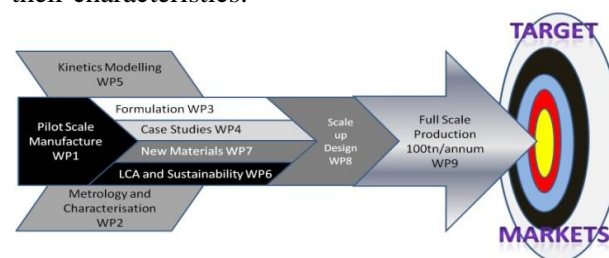 their characteristics.
TARGET
Kinetics Modelling
WP5
Formulation WP3
Pilot Scale
Manufacture
WP1
Case Studies WP4
New Materials WP7
LCA and Sustainability WP6
Scale
up
Design
WP8
Full Scale
Production
100tn/annum
WP9
Metrology and
Characterisation
WP2
MARKETS